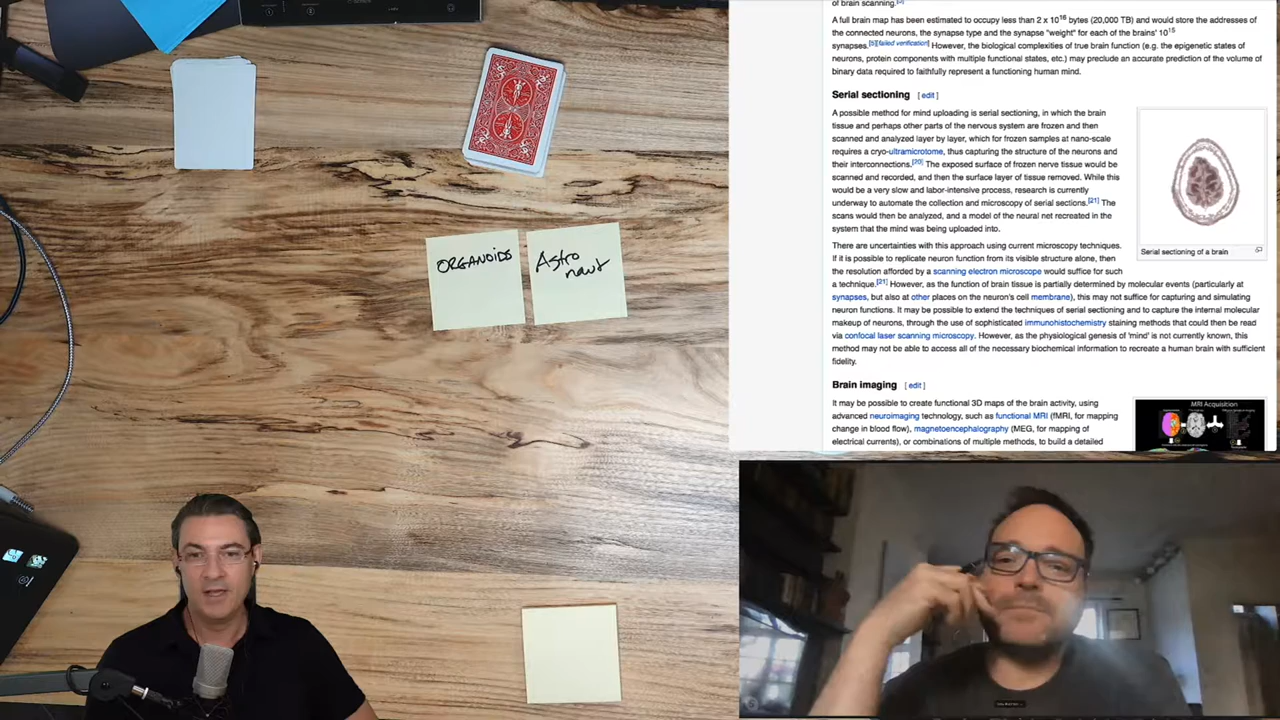 ORGANOIDS
Astro
naut
of brain scanning.
A full brain map has been estimated to occupy less than 2 x 10¹⁶ bytes (20,000 TB) and would store the addresses of
the connected neurons, the synapse type and the synapse "weight" for each of the brains' 10¹⁵
synapses.[5][failed verification] However, the biological complexities of true brain function (e.g. the epigenetic states of
neurons, protein components with multiple functional states, etc.) may preclude an accurate prediction of the volume of
binary data required to faithfully represent a functioning human mind.
Serial sectioning [ edit ]
A possible method for mind uploading is serial sectioning, in which the brain
tissue and perhaps other parts of the nervous system are frozen and then
scanned and analyzed layer by layer, which for frozen samples at nano-scale
requires a cryo-ultramicrotome, thus capturing the structure of the neurons and
their interconnections.[20] The exposed surface of frozen nerve tissue would be
scanned and recorded, and then the surface layer of tissue removed. While this
would be a very slow and labor-intensive process, research is currently
underway to automate the collection and microscopy of serial sections.[21] The
scans would then be analyzed, and a model of the neural net recreated in the
system that the mind was being uploaded into.
Serial sectioning of a brain
There are uncertainties with this approach using current microscopy techniques.
If it is possible to replicate neuron function from its visible structure alone, then
the resolution afforded by a scanning electron microscope would suffice for such
a technique.[21] However, as the function of brain tissue is partially determined by molecular events (particularly at
synapses, but also at other places on the neuron's cell membrane), this may not suffice for capturing and simulating
neuron functions. It may be possible to extend the techniques of serial sectioning and to capture the internal molecular
makeup of neurons, through the use of sophisticated immunohistochemistry staining methods that could then be read
via confocal laser scanning microscopy. However, as the physiological genesis of 'mind' is not currently known, this
method may not be able to access all of the necessary biochemical information to recreate a human brain with sufficient
fidelity.
Brain imaging [ edit ]
It may be possible to create functional 3D maps of the brain activity, using
advanced neuroimaging technology, such as functional MRI (fMRI, for mapping
change in blood flow), magnetoencephalography (MEG, for mapping of
electrical currents), or combinations of multiple methods, to build a detailed
MRI Acquisition